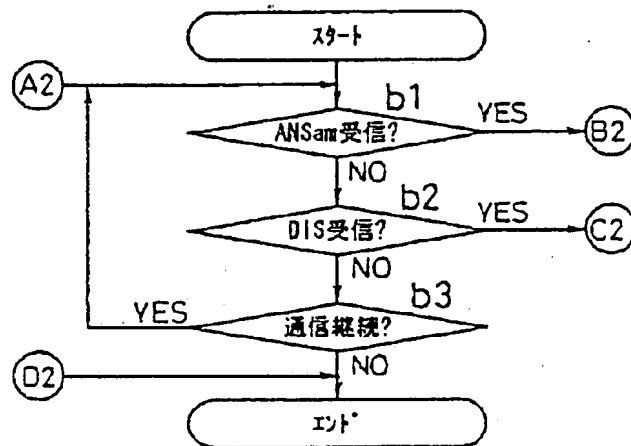 スタート
A2
b1
ANSam受信?
YES
B2
NO
b2
DIS受信?
YES
C2
NO
b3
YES
通信継続?
D2
NO
エンド